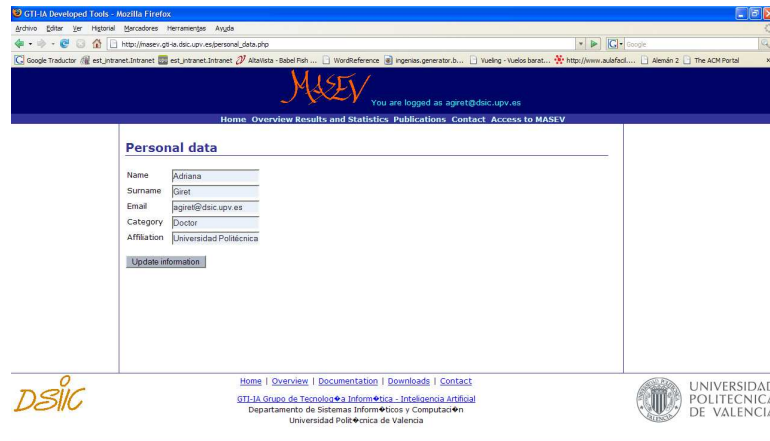 GTI-IA Developed Tools - Mozilla Firefox
Archivo Editar Ver Historial Marcadores Herramientas Ayuda
http://masev.gti-ia.dsic.upv.es/personal_data.php
Google
Google Traductor est_intranet.Intranet est_intranet.Intranet AltaVista - Babel Fish ... WordReference ingenias.generator.b... Vueling - Vuelos barat... http://www.aulafacil.... Alemán 2 The ACM Portal
MASEV
You are logged as agiret@dsic.upv.es
Home Overview Results and Statistics Publications Contact Access to MASEV
Personal data
Name Adriana
Surname Giret
Email agiret@dsic.upv.es
Category Doctor
Affiliation Universidad Politécnica
Update information
Home | Overview | Documentation | Downloads | Contact
GTI-IA Grupo de Tecnolog�a Inform�tica - Inteligencia Artificial
Departamento de Sistemas Inform�ticos y Computaci�n
Universidad Polit�cnica de Valencia
DSIIC
UNIVERSIDAD
POLITECNICA
DE VALENCIA